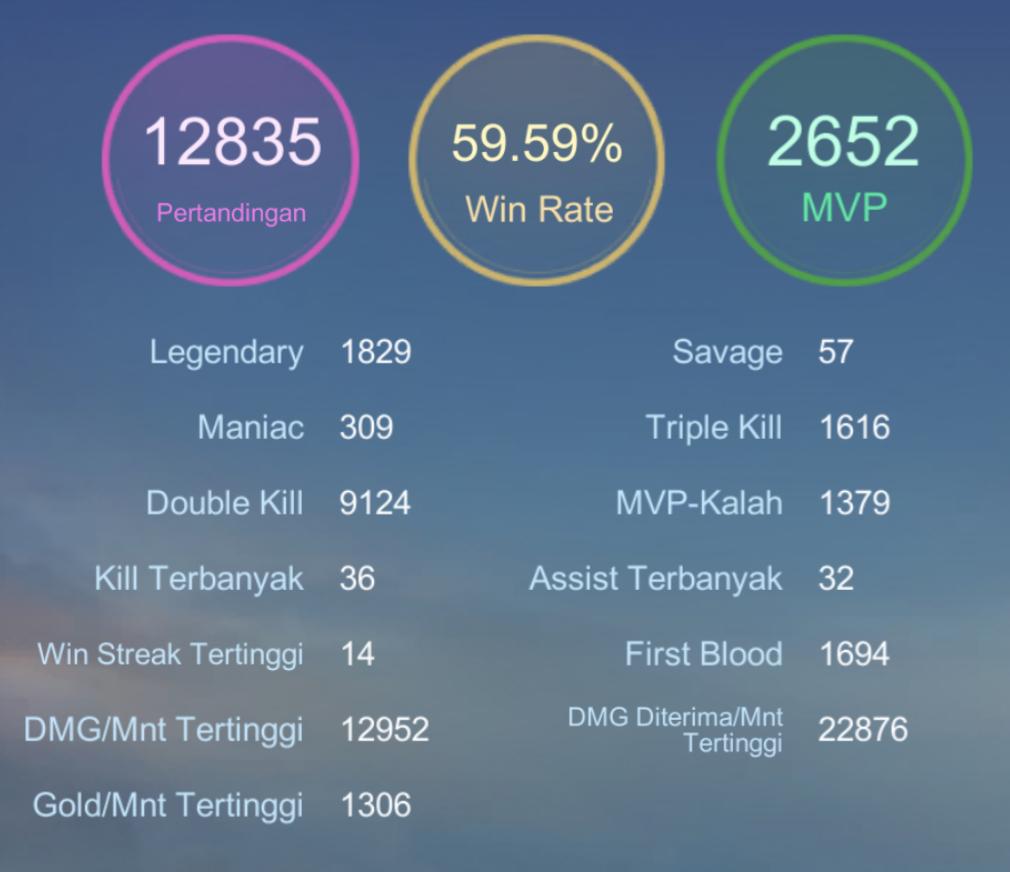 12835
Pertandingan
59.59%
Win Rate
2652
MVP
Legendary 1829
Savage 57
Maniac 309
Triple Kill 1616
Double Kill 9124
MVP-Kalah 1379
Kill Terbanyak 36
Assist Terbanyak 32
Win Streak Tertinggi 14
First Blood 1694
DMG/Mnt Tertinggi 12952
DMG Diterima/Mnt
Tertinggi 22876
Gold/Mnt Tertinggi 1306